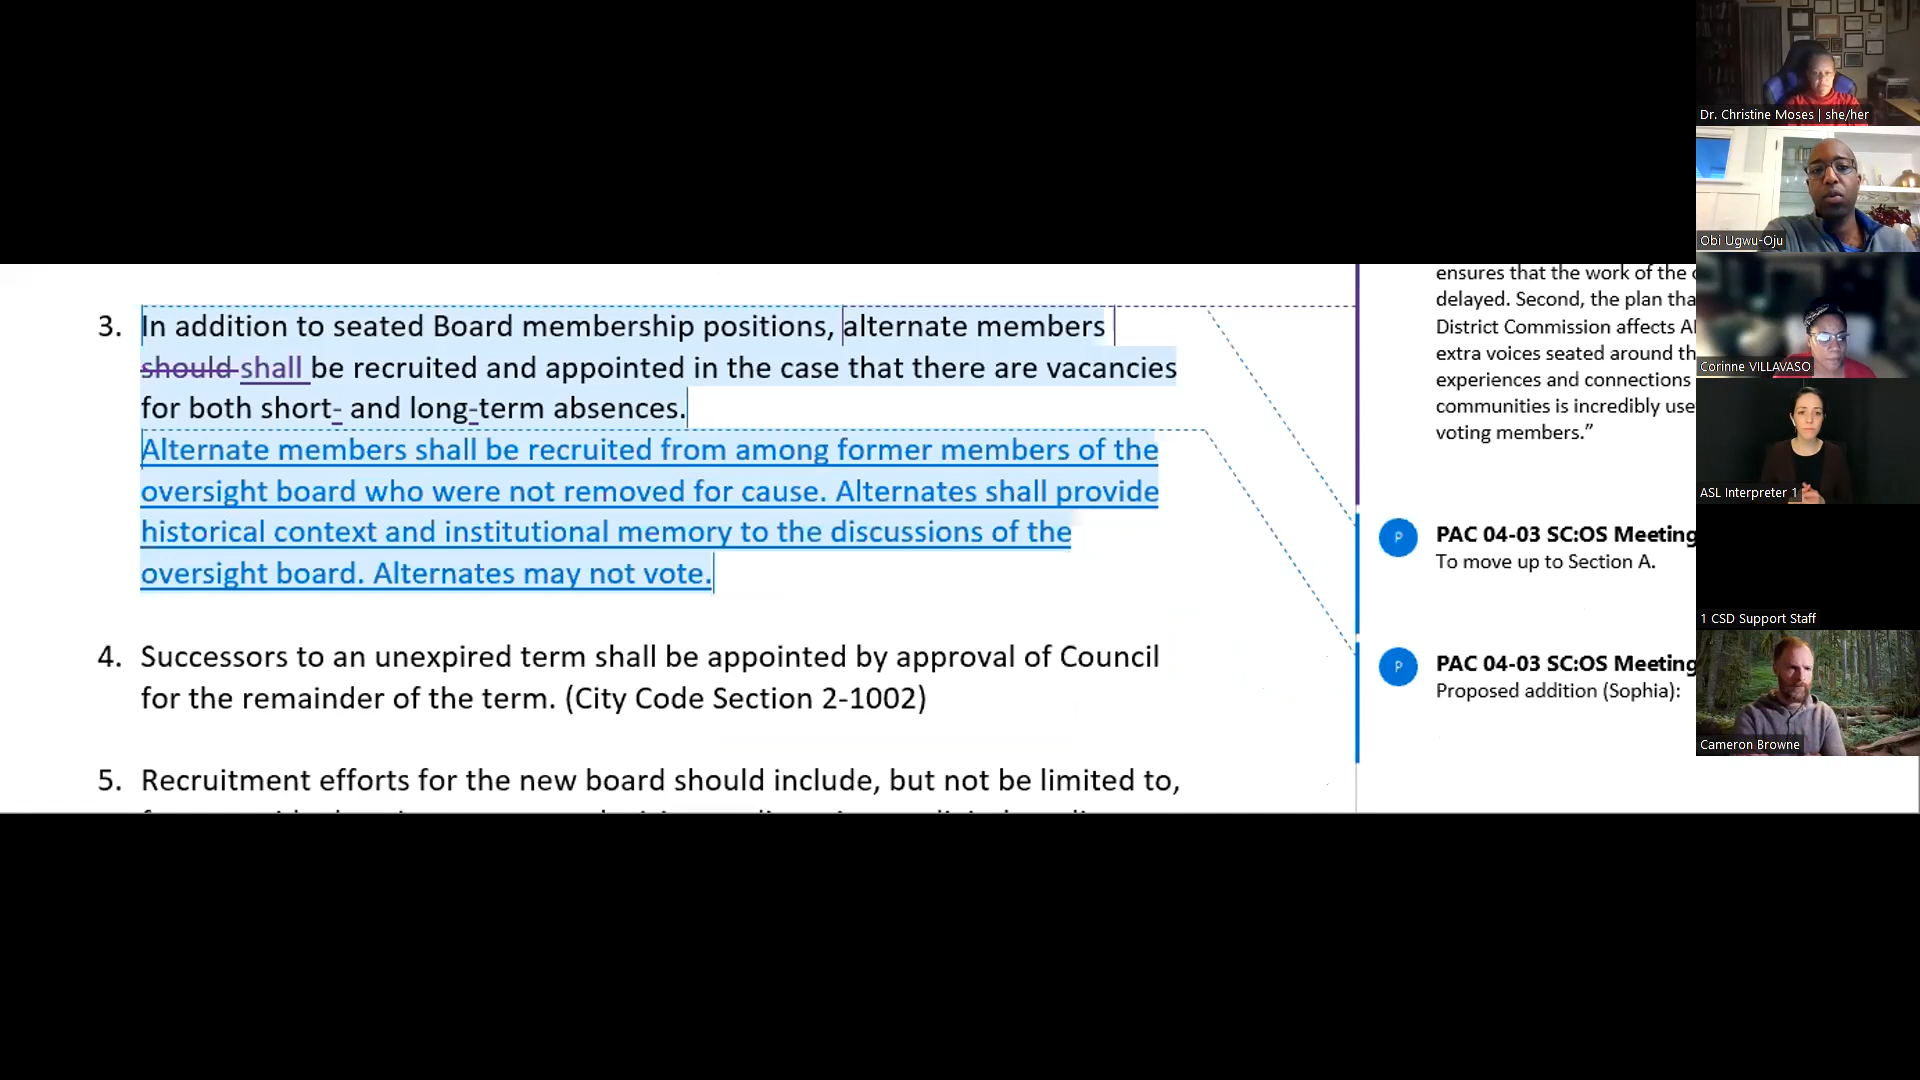 3. In addition to seated Board membership positions, alternate members
should shall be recruited and appointed in the case that there are vacancies
for both short- and long-term absences.
Alternate members shall be recruited from among former members of the
oversight board who were not removed for cause. Alternates shall provide
historical context and institutional memory to the discussions of the
oversight board. Alternates may not vote.
4. Successors to an unexpired term shall be appointed by approval of Council
for the remainder of the term. (City Code Section 2-1002)
5. Recruitment efforts for the new board should include, but not be limited to,
ensures that the work of the
delayed. Second, the plan tha
District Commission affects
extra voices seated around th
experiences and connections
communities is incredibly use
voting members.”
P
PAC 04-03 SC:OS Meeting
To move up to Section A.
P
PAC 04-03 SC:OS Meeting
Proposed addition (Sophia):
Dr. Christine Moses | she/her
Obi Ugwu-Oju
Corinne VILLAVASO
ASL Interpreter 1
1 CSD Support Staff
Cameron Browne